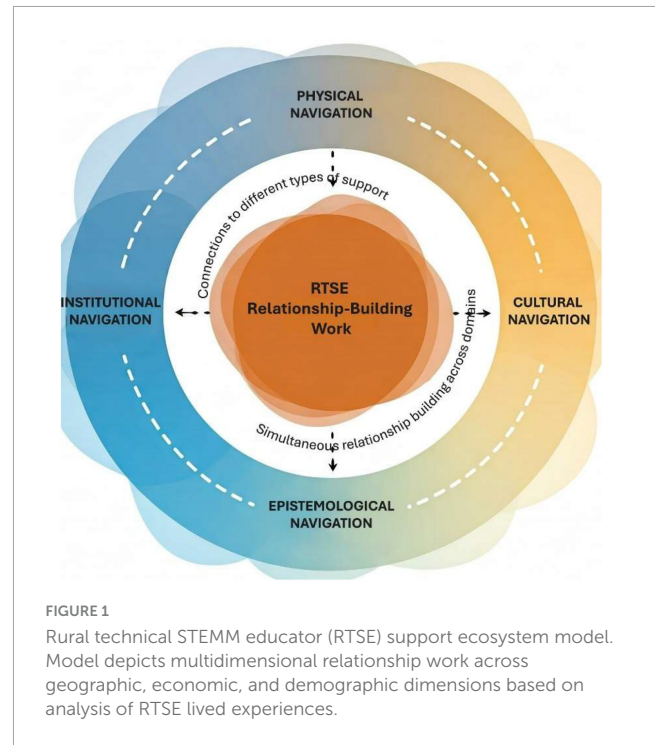 PHYSICAL
NAVIGATION
Connections to different types of support
RTSE
Relationship-Building
Work
INSTITUTIONAL
NAVIGATION
CULTURAL
NAVIGATION
Simultaneous relationship building across domains
EPISTEMOLOGICAL
NAVIGATION
FIGURE 1
Rural technical STEMM educator (RTSE) support ecosystem model.
Model depicts multidimensional relationship work across
geographic, economic, and demographic dimensions based on
analysis of RTSE lived experiences.